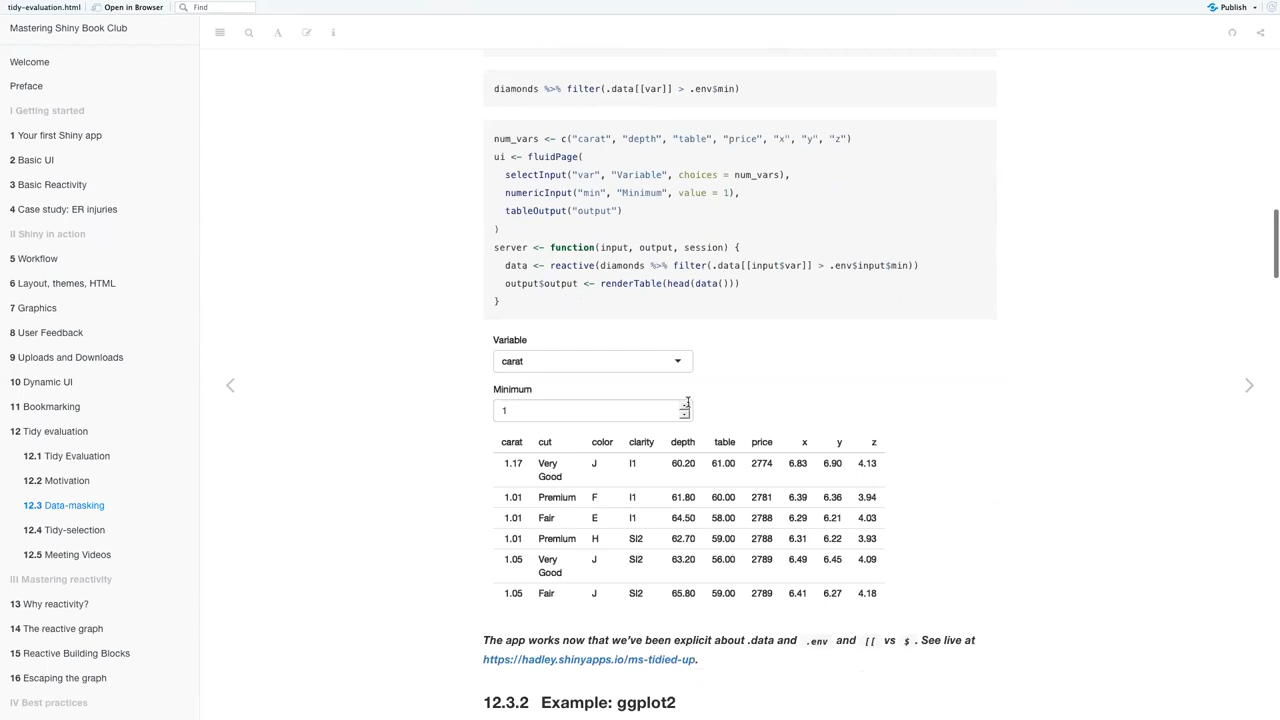 tidy-evaluation.html Open in Browser Find Publish
Mastering Shiny Book Club
Welcome
Preface
I Getting started
1 Your first Shiny app
2 Basic UI
3 Basic Reactivity
4 Case study: ER injuries
II Shiny in action
5 Workflow
6 Layout, themes, HTML
7 Graphics
8 User Feedback
9 Uploads and Downloads
10 Dynamic UI
11 Bookmarking
12 Tidy evaluation
12.1 Tidy Evaluation
12.2 Motivation
12.3 Data-masking
12.4 Tidy-selection
12.5 Meeting Videos
III Mastering reactivity
13 Why reactivity?
14 The reactive graph
15 Reactive Building Blocks
16 Escaping the graph
IV Best practices
diamonds %>% filter(.data[[var]] > .env$min)
num_vars <- c("carat", "depth", "table", "price", "x", "y", "z")
ui <- fluidPage(
selectInput("var", "Variable", choices = num_vars),
numericInput("min", "Minimum", value = 1),
tableOutput("output")
)
server <- function(input, output, session) {
data <- reactive(diamonds %>% filter(.data[[input$var]] > .env$input$min))
output$output <- renderTable(head(data()))
}
Variable
carat
Minimum
1
carat cut color clarity depth table price x y z
1.17 Very Good J I1 60.20 61.00 2774 6.83 6.90 4.13
1.01 Premium F I1 61.80 60.00 2781 6.39 6.36 3.94
1.01 Fair E I1 64.50 58.00 2788 6.29 6.21 4.03
1.01 Premium H SI2 62.70 59.00 2788 6.31 6.22 3.93
1.05 Very Good J SI2 63.20 56.00 2789 6.49 6.45 4.09
1.05 Fair J SI2 65.80 59.00 2789 6.41 6.27 4.18
The app works now that we've been explicit about .data and .env and [[ vs $ . See live at
https://hadley.shinyapps.io/ms-tidied-up.
12.3.2 Example: ggplot2